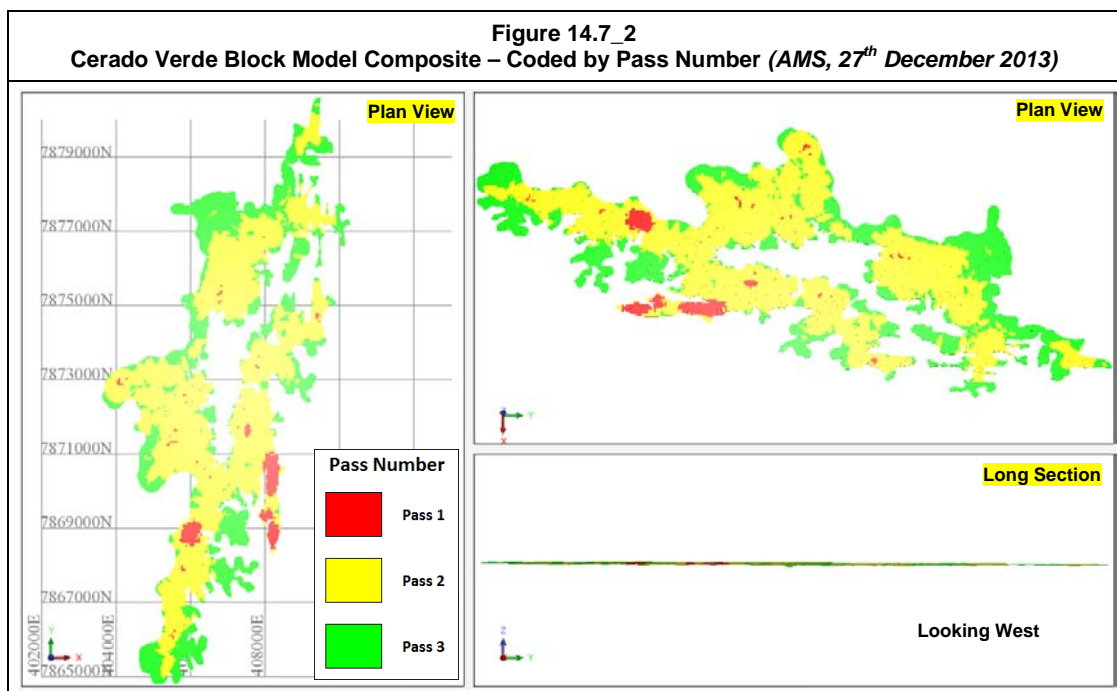 Figure 14.7_2
Cerado Verde Block Model Composite – Coded by Pass Number (AMS, 27th December 2013)
Plan View
7879000N
7877000N
7875000N
7873000N
7871000N
7869000N
7867000N
7865000N
402000E
404000E
408000E
Y
X
Pass Number
Pass 1
Pass 2
Pass 3
Plan View
Z
Y
X
Long Section
Looking West
Z
Y